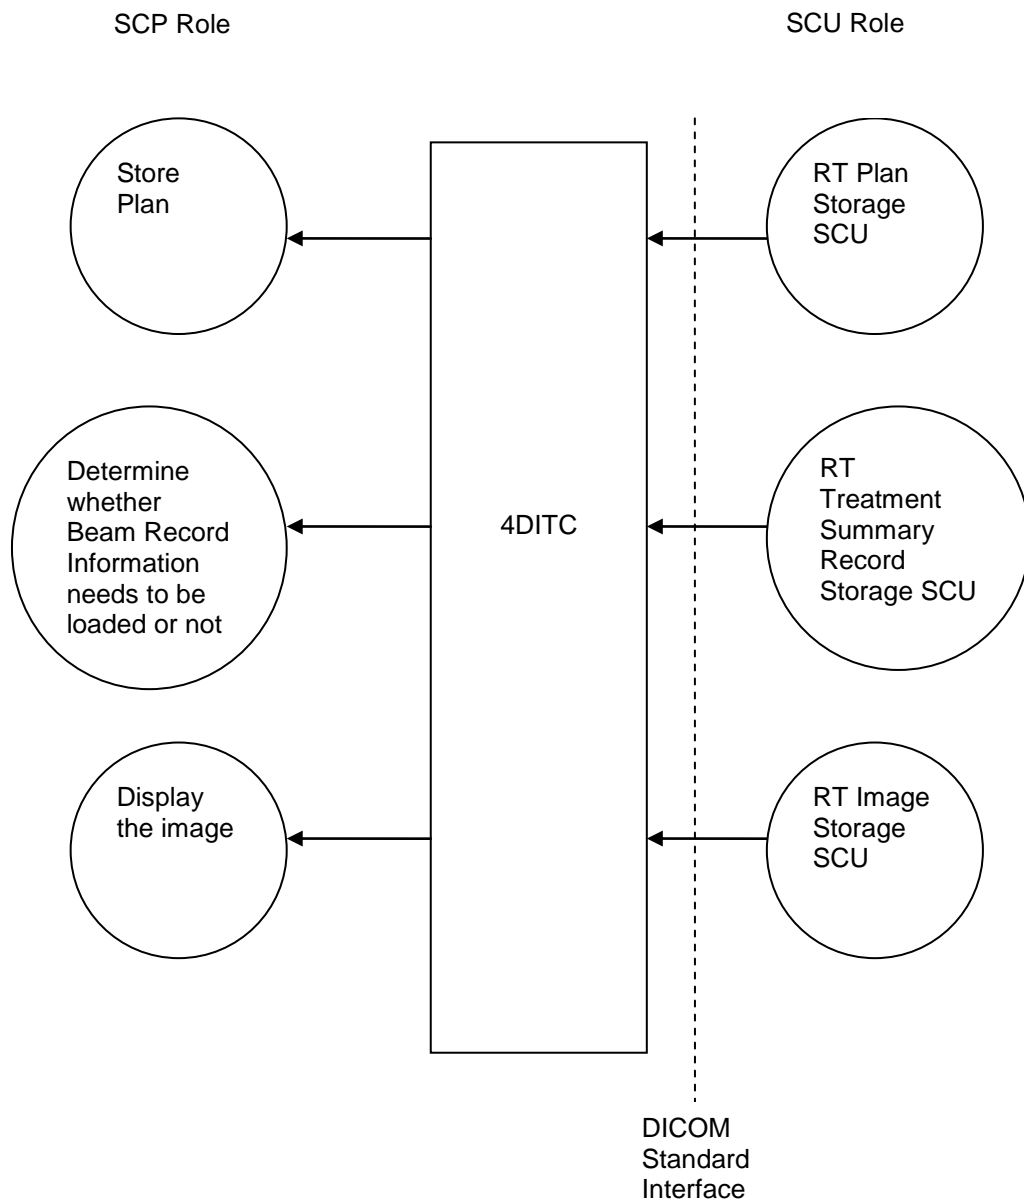 SCP Role
SCU Role
Store
Plan
RT Plan
Storage
SCU
Determine
whether
Beam Record
Information
needs to be
loaded or not
4DITC
RT
Treatment
Summary
Record
Storage SCU
Display
the image
RT Image
Storage
SCU
DICOM
Standard
Interface